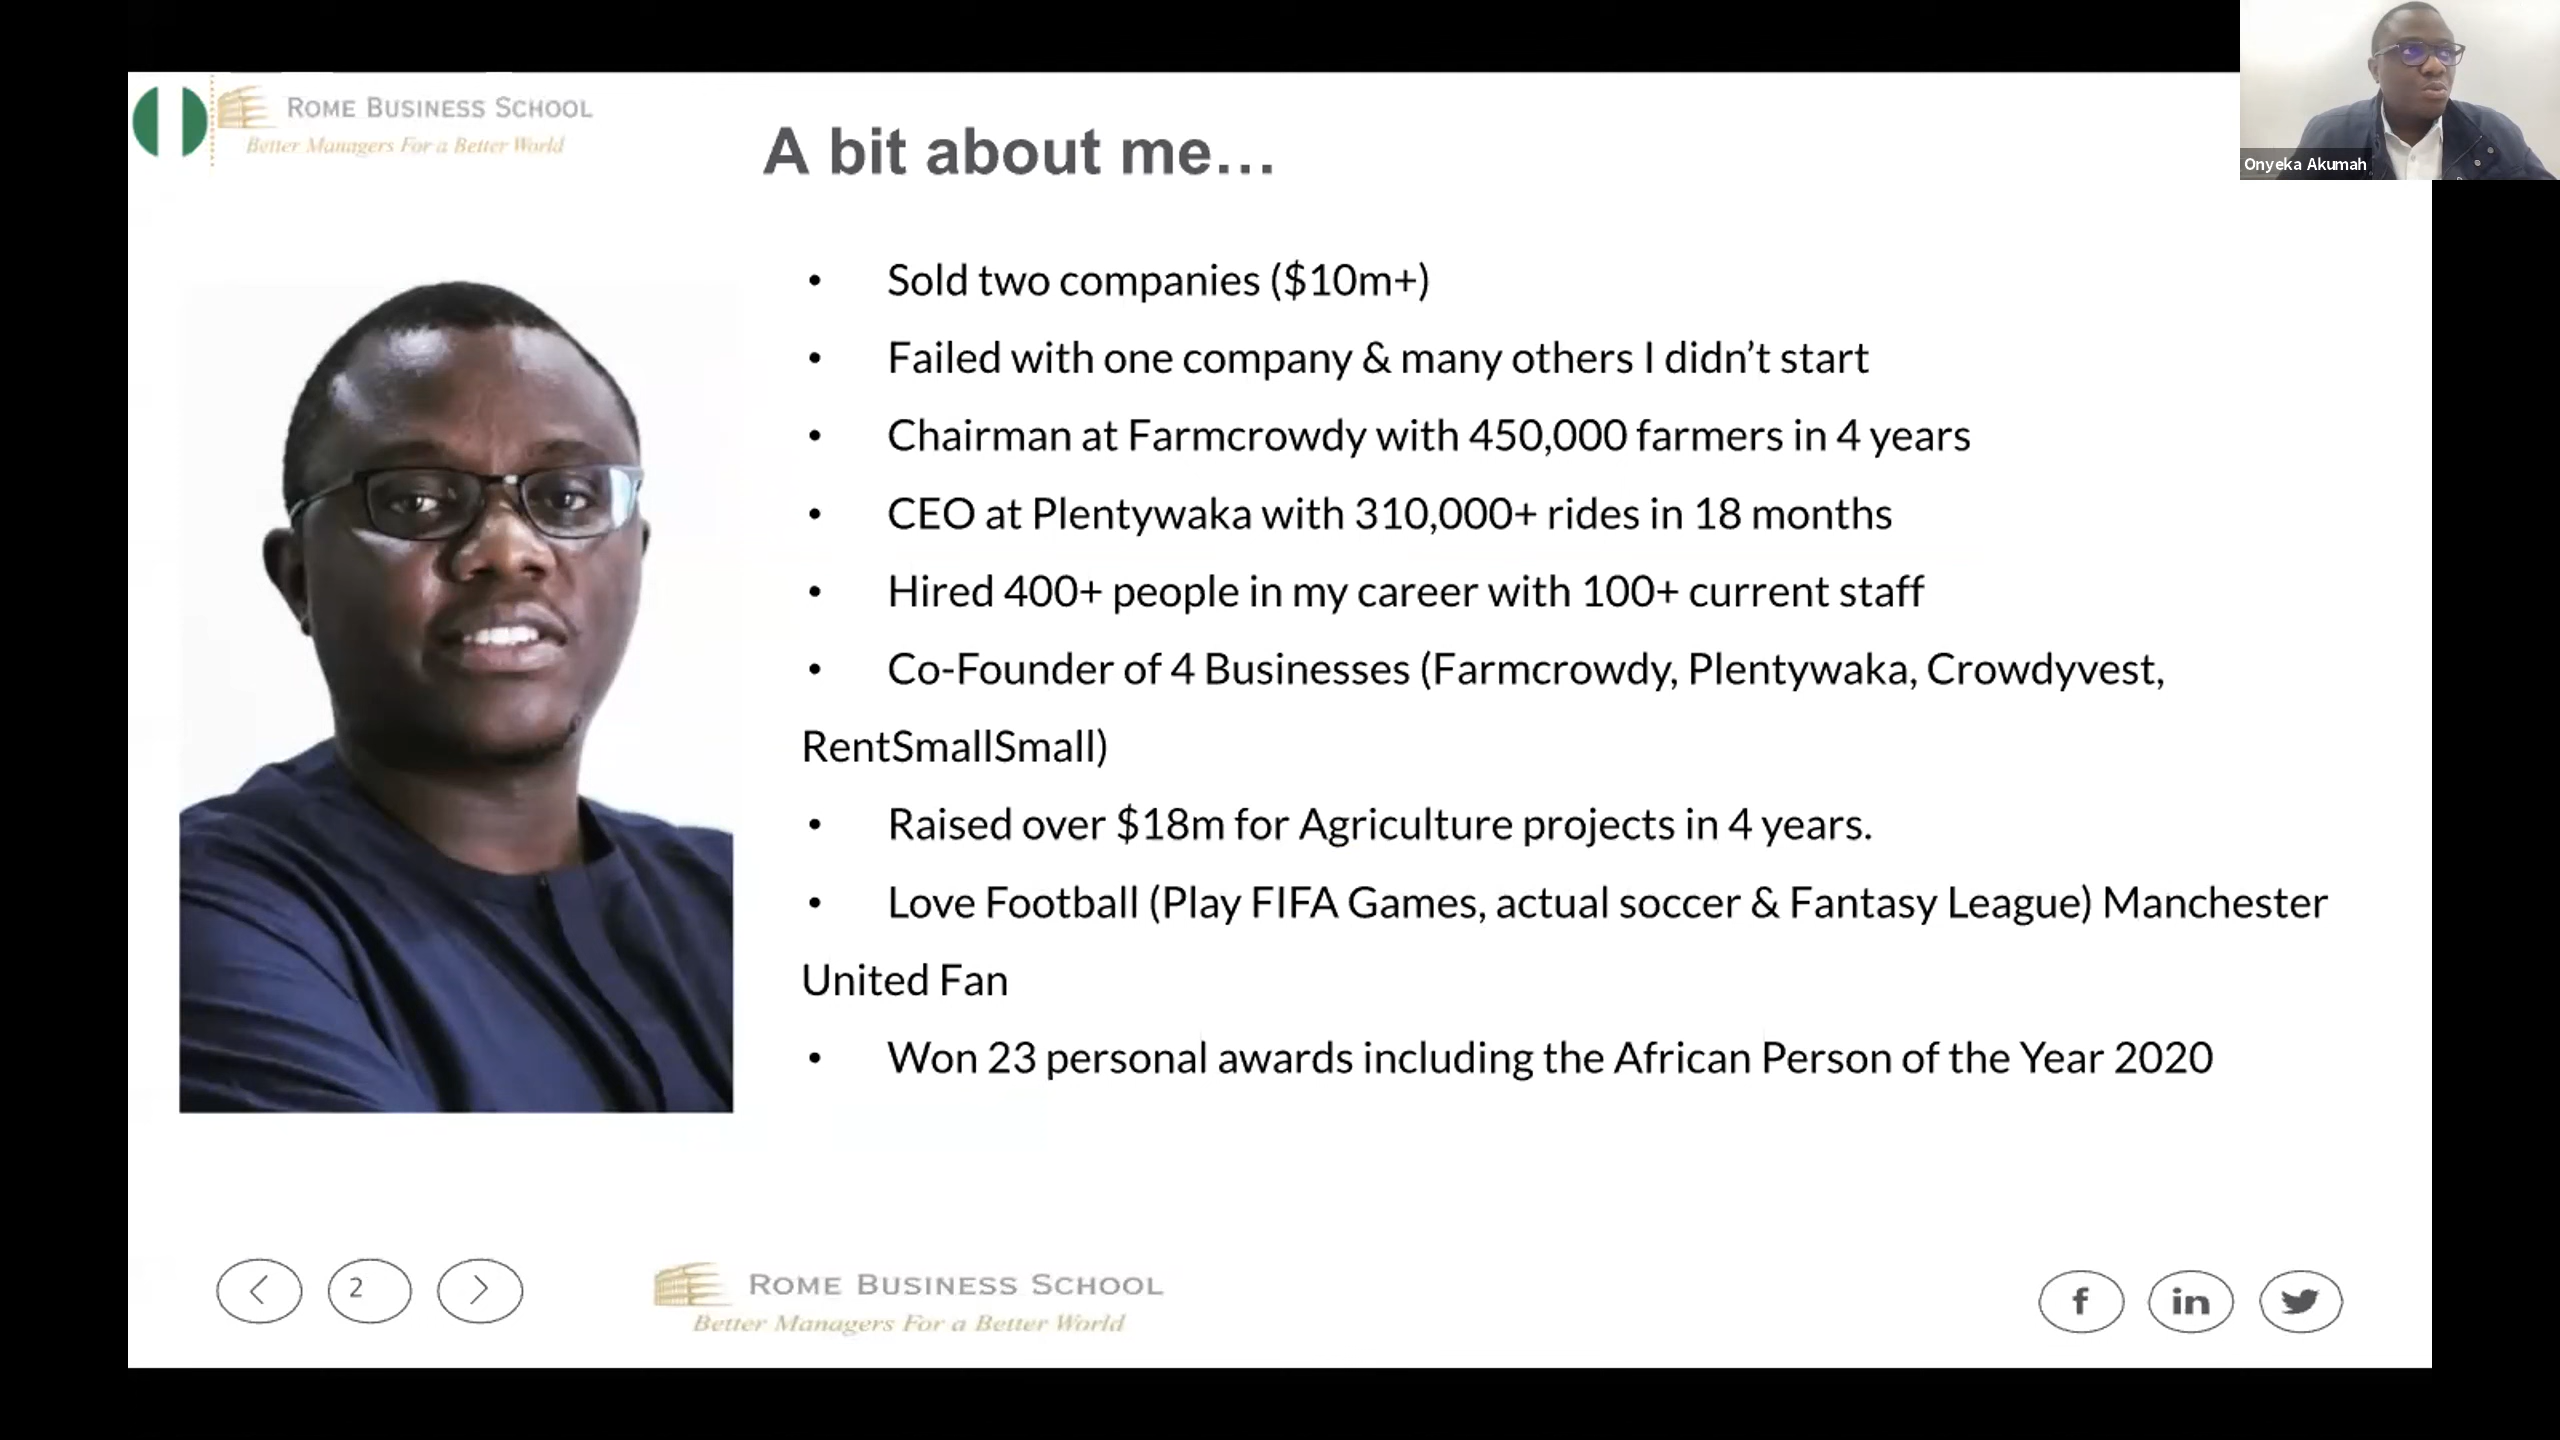 ROME BUSINESS SCHOOL
Better Managers For a Better World
A bit about me...
Onyeka Akumah
• Sold two companies ($10m+)
• Failed with one company & many others I didn’t start
• Chairman at Farmcrowdy with 450,000 farmers in 4 years
• CEO at Plentywaka with 310,000+ rides in 18 months
• Hired 400+ people in my career with 100+ current staff
• Co-Founder of 4 Businesses (Farmcrowdy, Plentywaka, Crowdyvest,
RentSmallSmall)
• Raised over $18m for Agriculture projects in 4 years.
• Love Football (Play FIFA Games, actual soccer & Fantasy League) Manchester
United Fan
• Won 23 personal awards including the African Person of the Year 2020
2
ROME BUSINESS SCHOOL
Better Managers For a Better World
f in